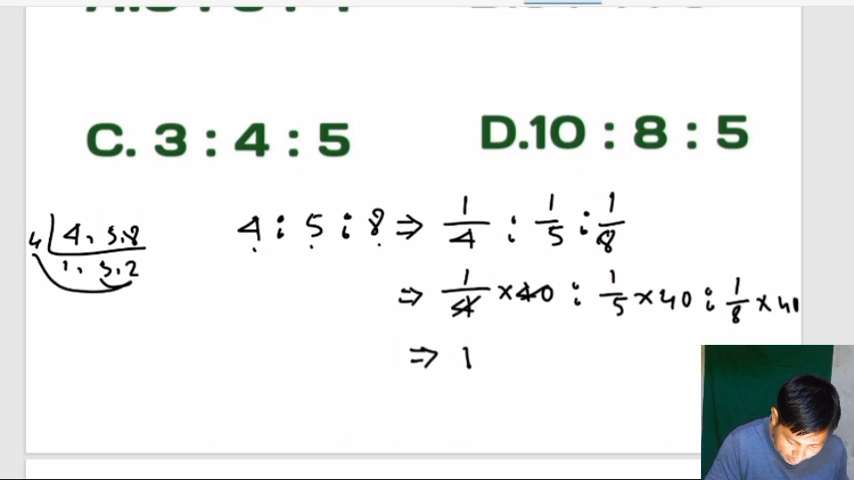 C. 3 : 4 : 5
D.10 : 8 : 5
4 | 4, 5, 8
1, 5, 2
4 : 5 : 8 ⇒ 1/4 : 1/5 : 1/8
⇒ 1/4 × 40 : 1/5 × 40 : 1/8 × 40
⇒ 1